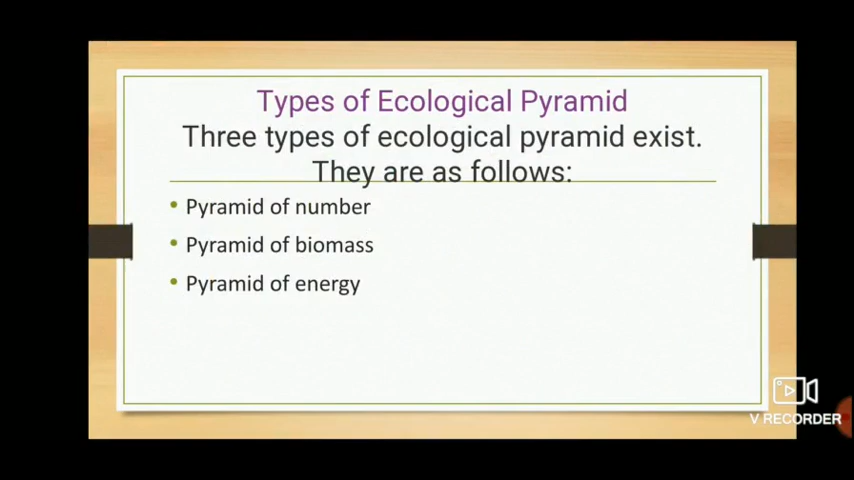 Types of Ecological Pyramid
Three types of ecological pyramid exist.
They are as follows:
• Pyramid of number
• Pyramid of biomass
• Pyramid of energy
V RECORDER